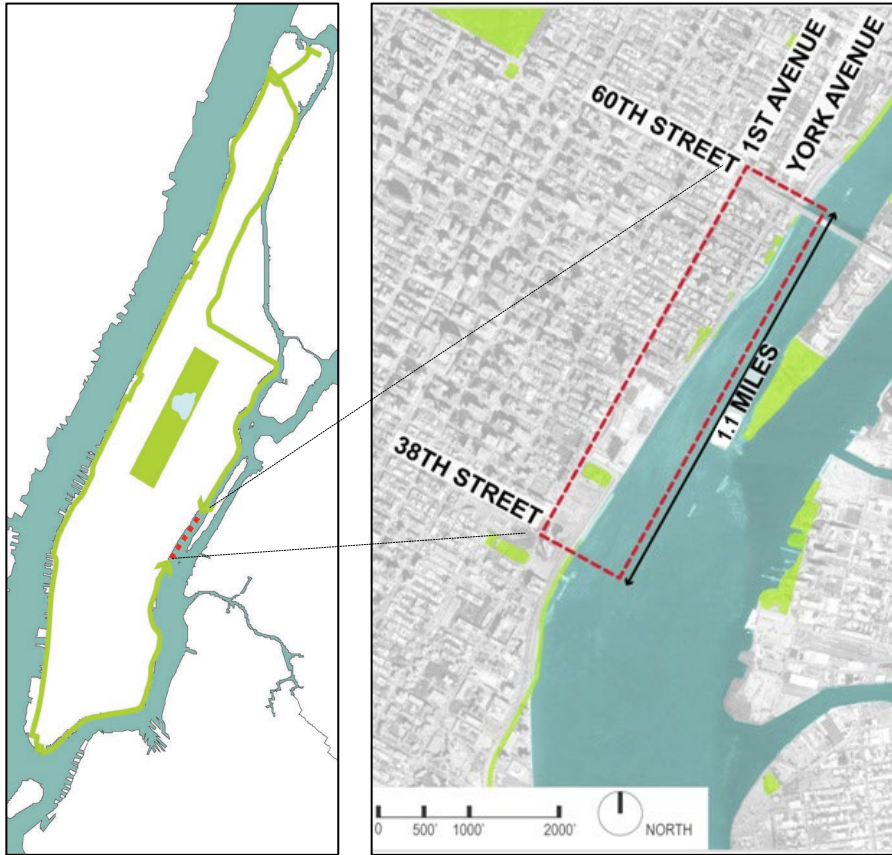 60TH STREET
1ST AVENUE
YORK AVENUE
1.1 MILES
38TH STREET
0 500' 1000' 2000' NORTH